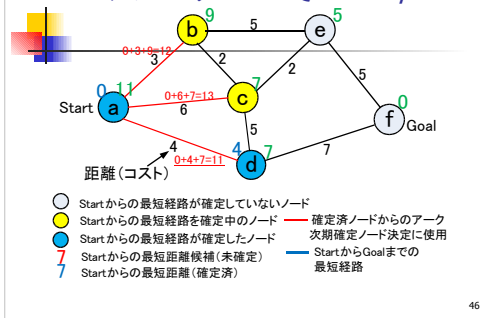 9
b
5
e
5
0+3+9=12
3
2
2
7
5
0
11
0+6+7=13
c
0
Start
a
6
f
Goal
5
4
4
7
7
距離(コスト)
0+4+7=11
d
Startからの最短経路が確定していないノード
Startからの最短経路を確定中のノード
確定済ノードからのアーク
次期確定ノード決定に使用
Startからの最短経路が確定したノード
7
Startからの最短距離候補(未確定)
StartからGoalまでの
最短経路
7
Startからの最短距離(確定済)
46